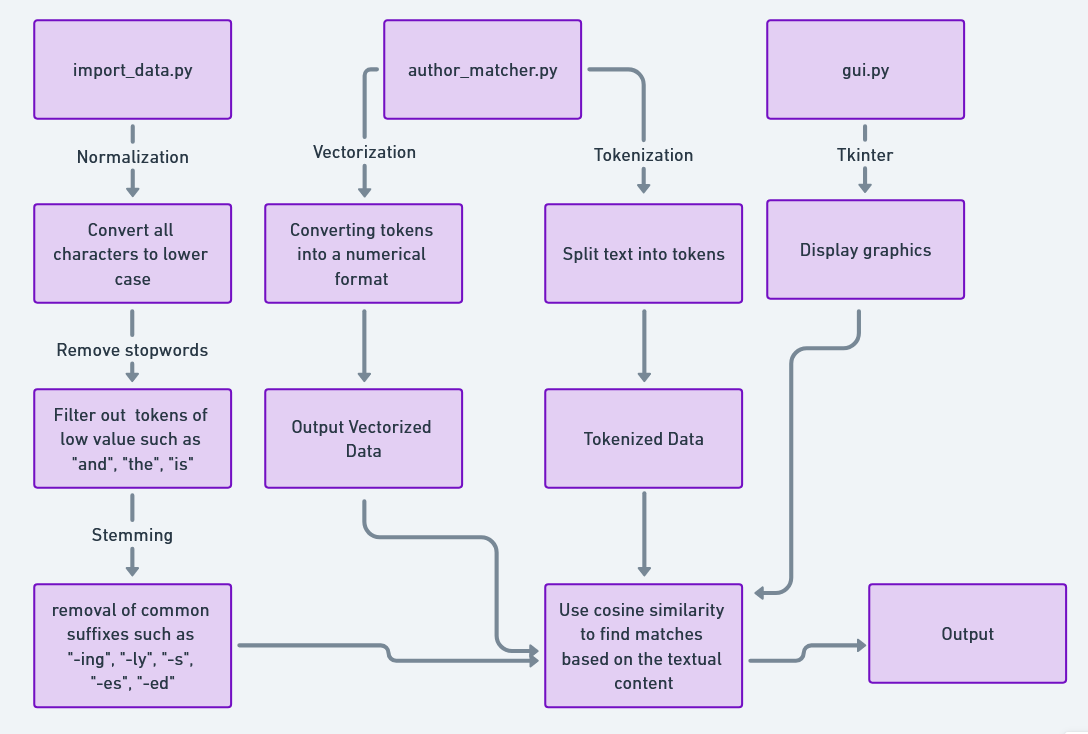 import_data.py
author_matcher.py
gui.py
Normalization
Vectorization
Tokenization
Tkinter
Convert all
characters to lower
case
Converting tokens
into a numerical
format
Split text into tokens
Display graphics
Remove stopwords
Filter out  tokens of
low value such as
"and", "the", "is"
Output Vectorized
Data
Tokenized Data
Stemming
removal of common
suffixes such as
"-ing", "-ly", "-s",
"-es", "-ed"
Use cosine similarity
to find matches
based on the textual
content
Output